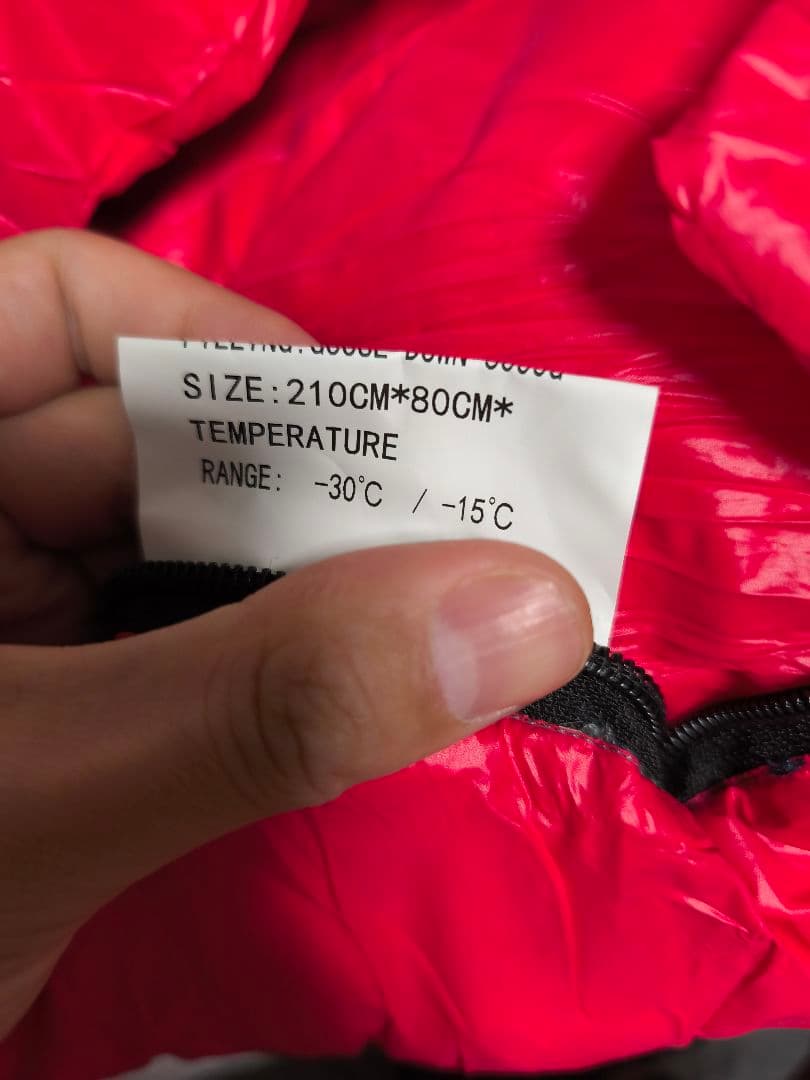 SIZE:210CM*80CM*
TEMPERATURE
RANGE: -30℃ / -15℃